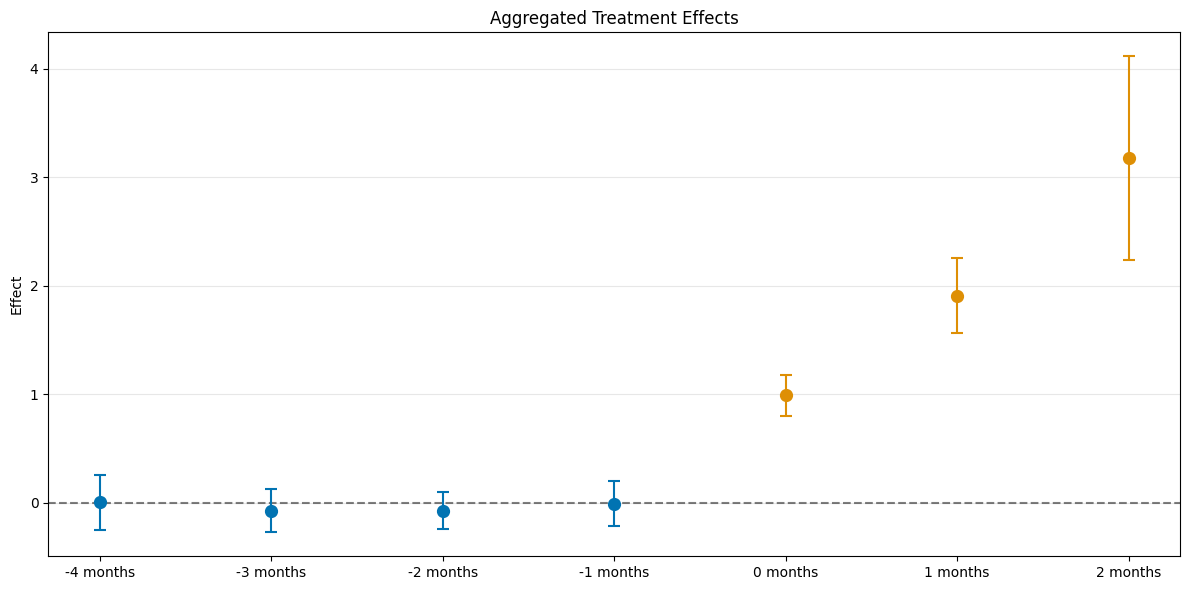 Aggregated Treatment Effects
Effect
4
3
2
1
0
-4 months
-3 months
-2 months
-1 months
0 months
1 months
2 months